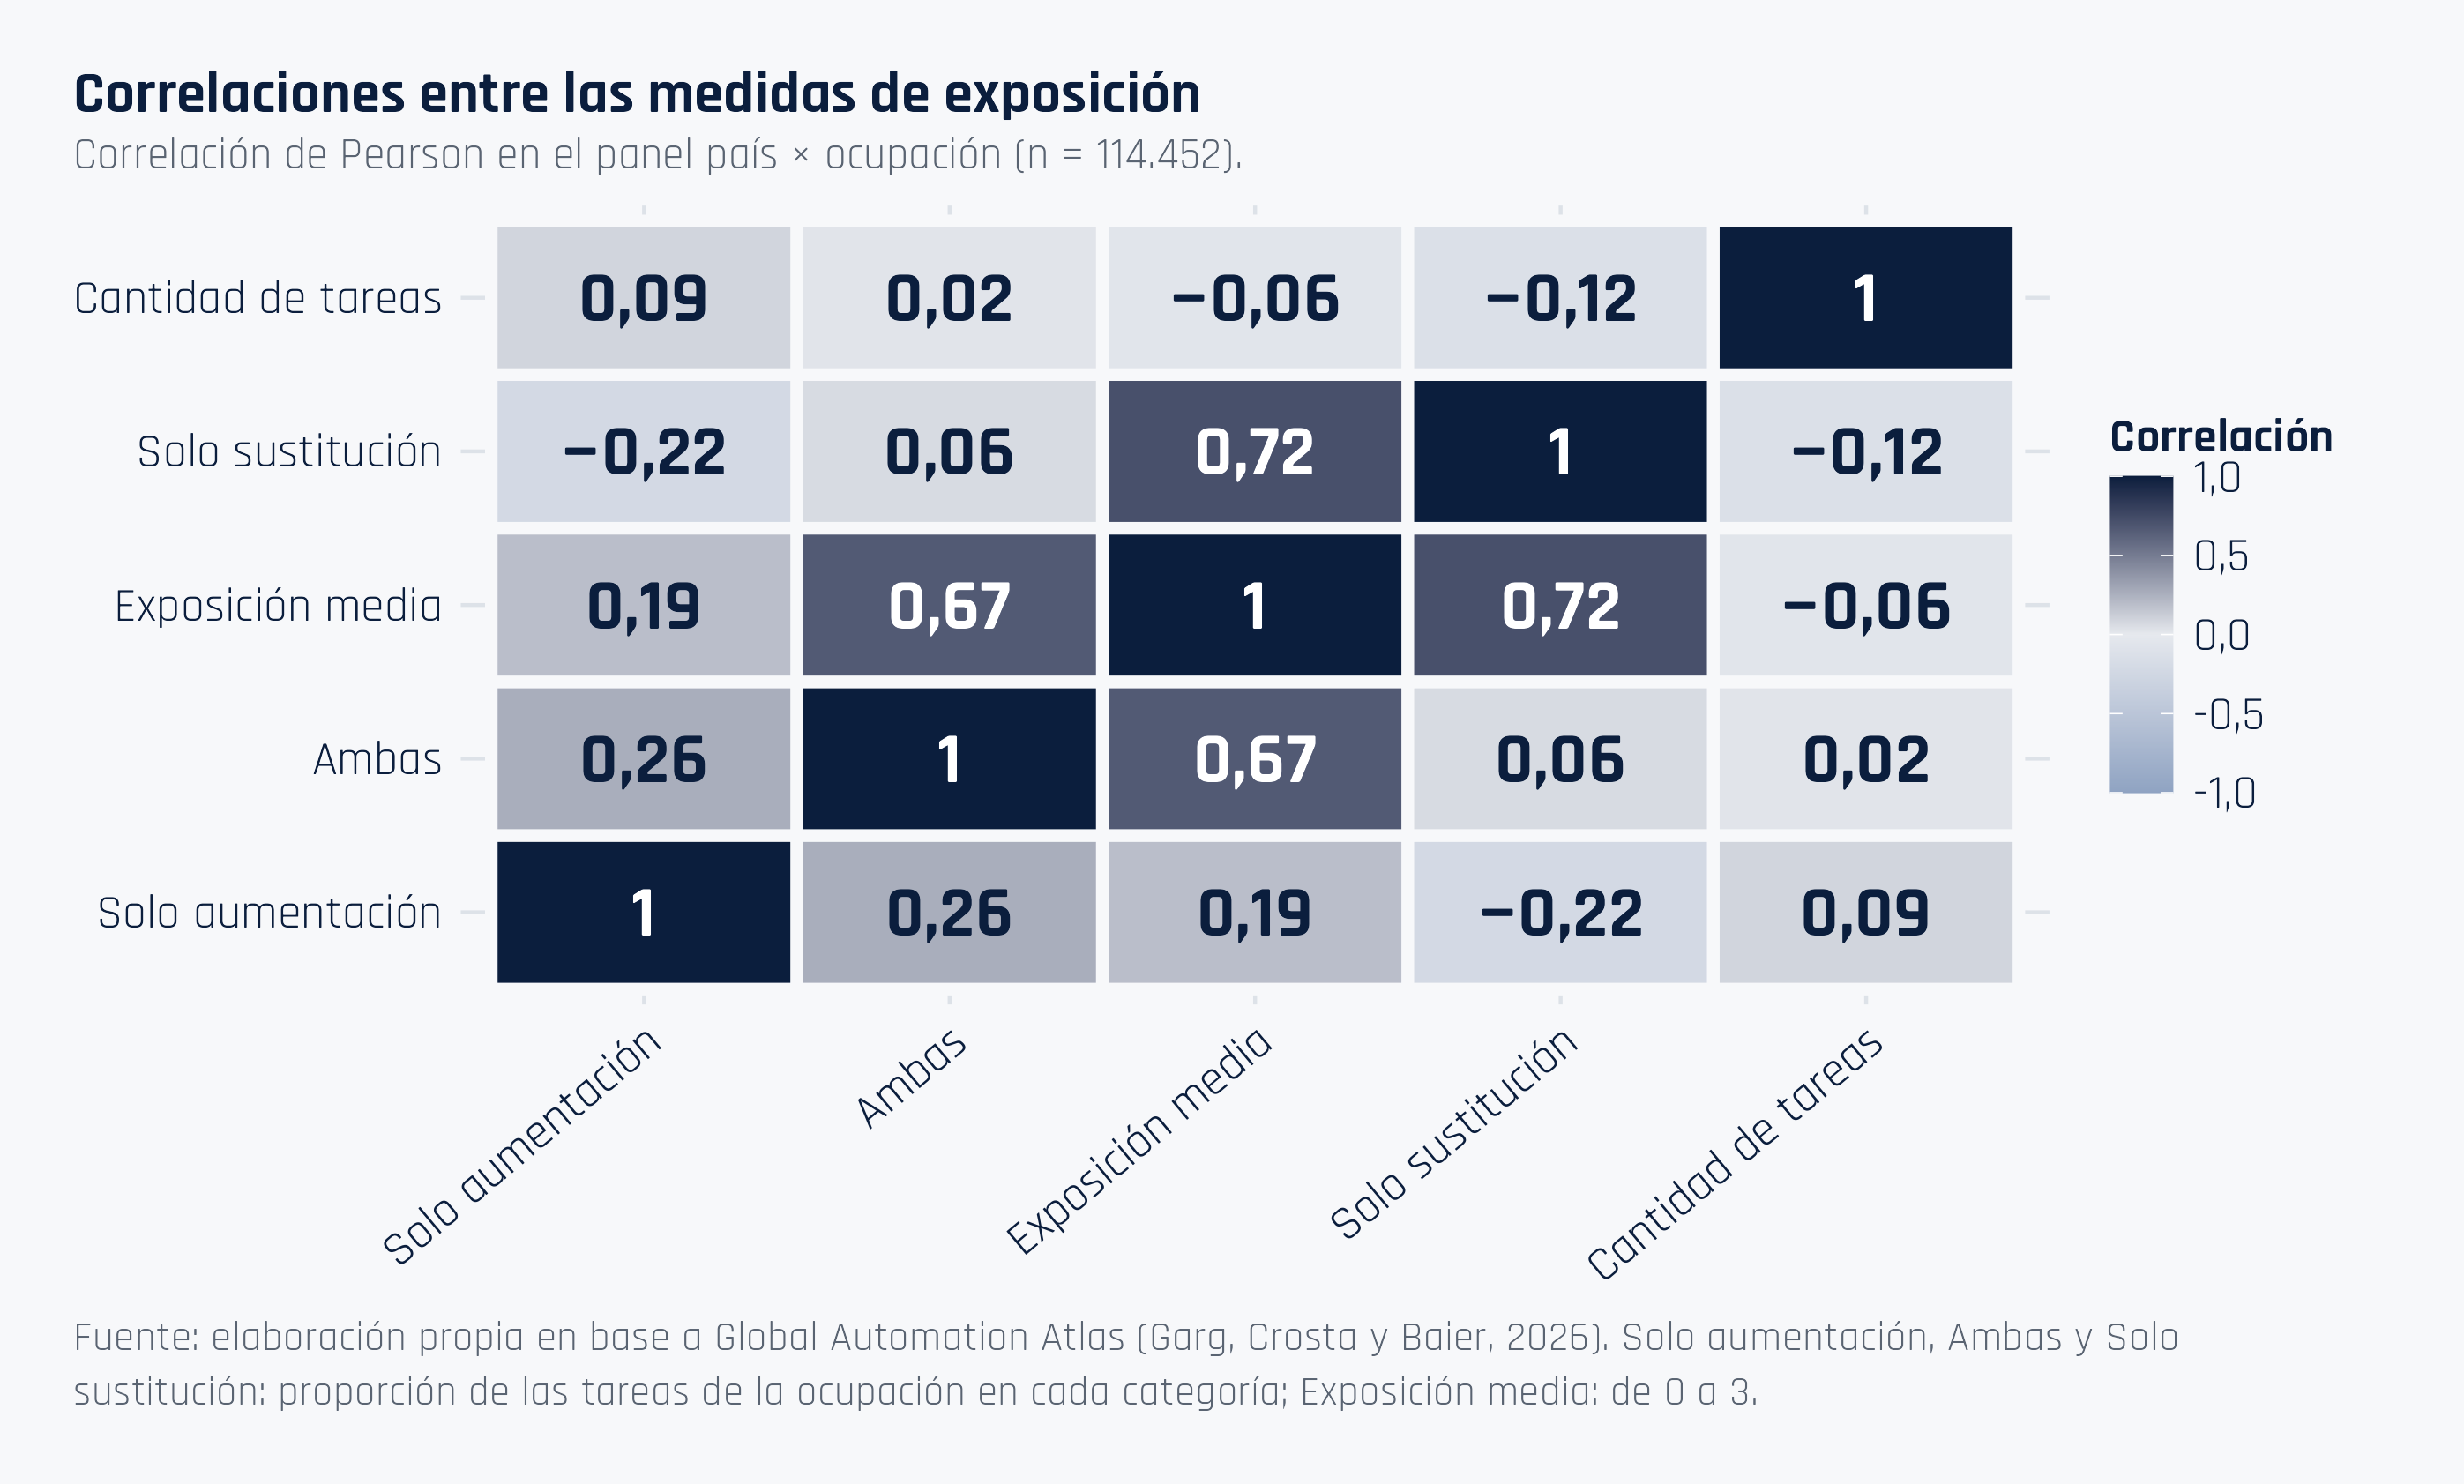 Correlaciones entre las medidas de exposición
Correlación de Pearson en el panel país × ocupación (n = 114.452).
Cantidad de tareas 0,09 0,02 −0,06 −0,12 1
Solo sustitución −0,22 0,06 0,72 1 −0,12
Exposición media 0,19 0,67 1 0,72 −0,06
Ambas 0,26 1 0,67 0,06 0,02
Solo aumentación 1 0,26 0,19 −0,22 0,09
Solo aumentación Ambas Exposición media Solo sustitución Cantidad de tareas
Correlación
1,0
0,5
0,0
-0,5
-1,0
Fuente: elaboración propia en base a Global Automation Atlas (Garg, Crosta y Baier, 2026). Solo aumentación, Ambas y Solo
sustitución: proporción de las tareas de la ocupación en cada categoría; Exposición media: de 0 a 3.